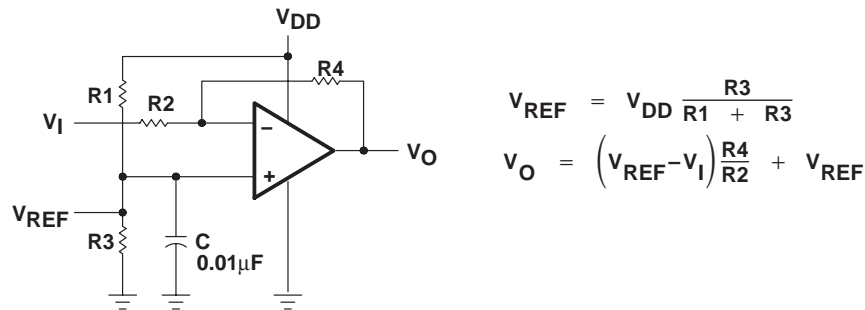 VDD
R4
R1
R2
VI
−
+
VO
VREF
R3
C
0.01μF
VREF = VDD R3 / R1 + R3
VO = (VREF−VI) R4 / R2 + VREF